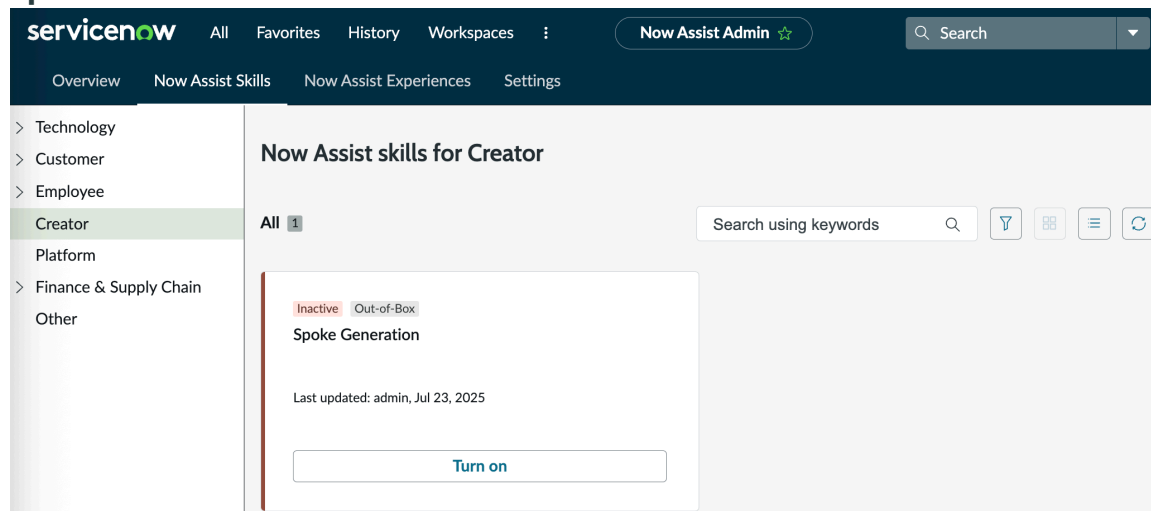 servicenow All Favorites History Workspaces Now Assist Admin Search
Overview Now Assist Skills Now Assist Experiences Settings
Technology
Customer
Employee
Creator
Platform
Finance & Supply Chain
Other
Now Assist skills for Creator
All 1
Search using keywords
Inactive Out-of-Box
Spoke Generation
Last updated: admin, Jul 23, 2025
Turn on